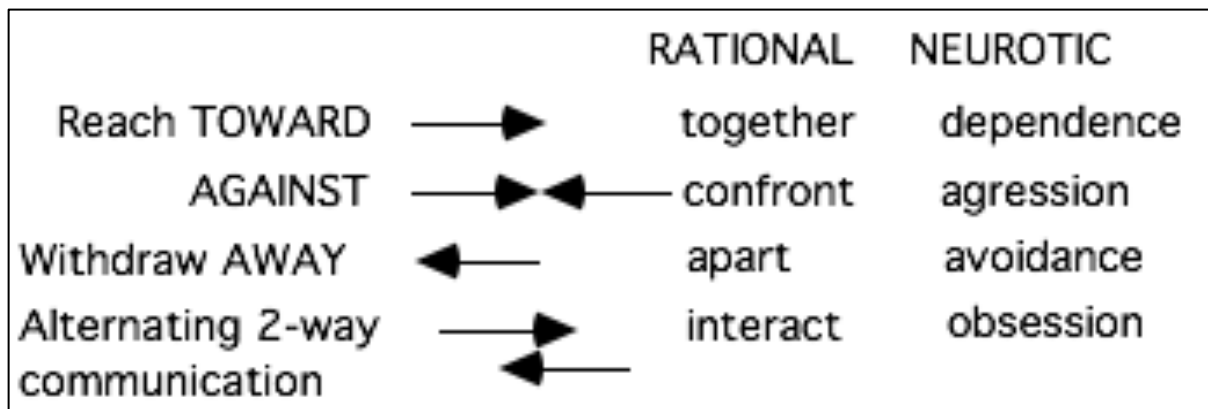 RATIONAL NEUROTIC
Reach TOWARD together dependence
AGAINST confront agression
Withdraw AWAY apart avoidance
Alternating 2-way interact obsession
communication